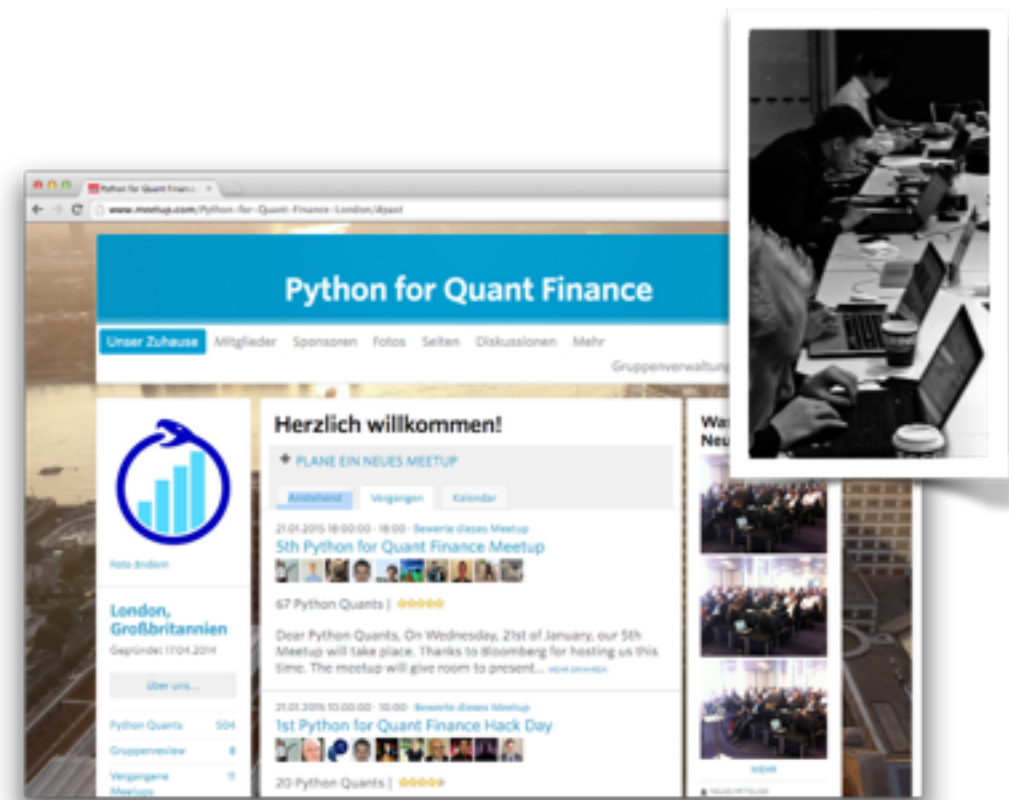 Python for Quant Finance
www.meetup.com/Python-for-Quant-Finance-London/#past
Python for Quant Finance
Unser Zuhause Mitglieder Sponsoren Fotos Seiten Diskussionen Mehr
Gruppenverwaltung
Foto ändern
London,
Großbritannien
Gegründet 17.04.2014
Über uns...
Python Quants 504
Gruppenreview 8
Vergangene 11
Meetups
Herzlich willkommen!
+ PLANE EIN NEUES MEETUP
Anstehend Vergangen Kalender
21.01.2015 18:00:00 - 18:00 · Bewerte dieses Meetup
5th Python for Quant Finance Meetup
67 Python Quants |
Dear Python Quants, On Wednesday, 21st of January, our 5th
Meetup will take place. Thanks to Bloomberg for hosting us this
time. The meetup will give room to present... MEHR ERFAHREN
21.01.2015 10:00:00 - 10:00 · Bewerte dieses Meetup
1st Python for Quant Finance Hack Day
20 Python Quants |
Neu
MEHR